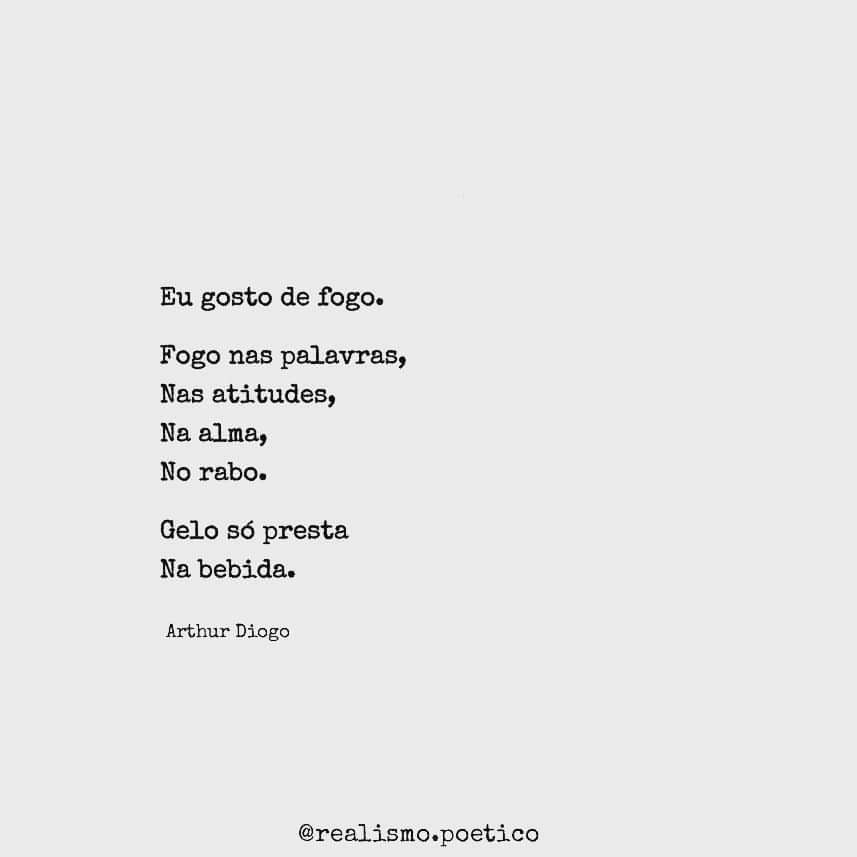 Eu gosto de fogo.
Fogo nas palavras,
Nas atitudes,
Na alma,
No rabo.
Gelo só presta
Na bebida.
Arthur Diogo
@realismo.poetico